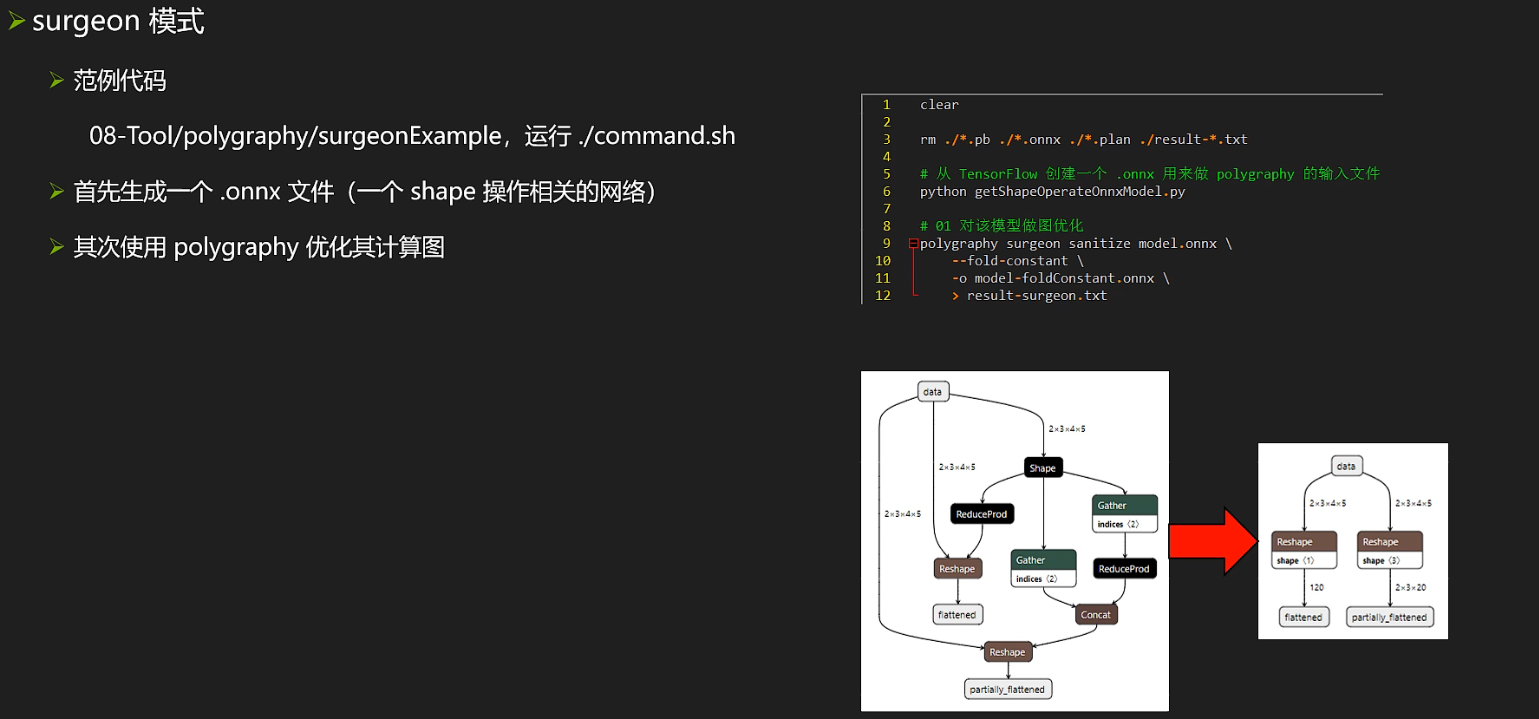 surgeon 模式
范例代码
08-Tool/polygraphy/surgeonExample，运行 ./command.sh
首先生成一个 .onnx 文件（一个 shape 操作相关的网络）
其次使用 polygraphy 优化其计算图
1 clear
2
3 rm ./*.pb ./*.onnx ./*.plan ./result-*.txt
4
5 # 从 TensorFlow 创建一个 .onnx 用来做 polygraphy 的输入文件
6 python getShapeOperateOnnxModel.py
7
8 # 01 对该模型做图优化
9 polygraphy surgeon sanitize model.onnx \
10 --fold-constant \
11 -o model-foldConstant.onnx \
12 > result-surgeon.txt
data
2×3×4×5
2×3×4×5
2×3×4×5
Shape
ReduceProd
Gather
indices〈2〉
Gather
indices〈2〉
Reshape
ReduceProd
flattened
Concat
Reshape
partially_flattened
data
2×3×4×5
2×3×4×5
Reshape
shape〈1〉
Reshape
shape〈3〉
120
2×3×20
flattened
partially_flattened